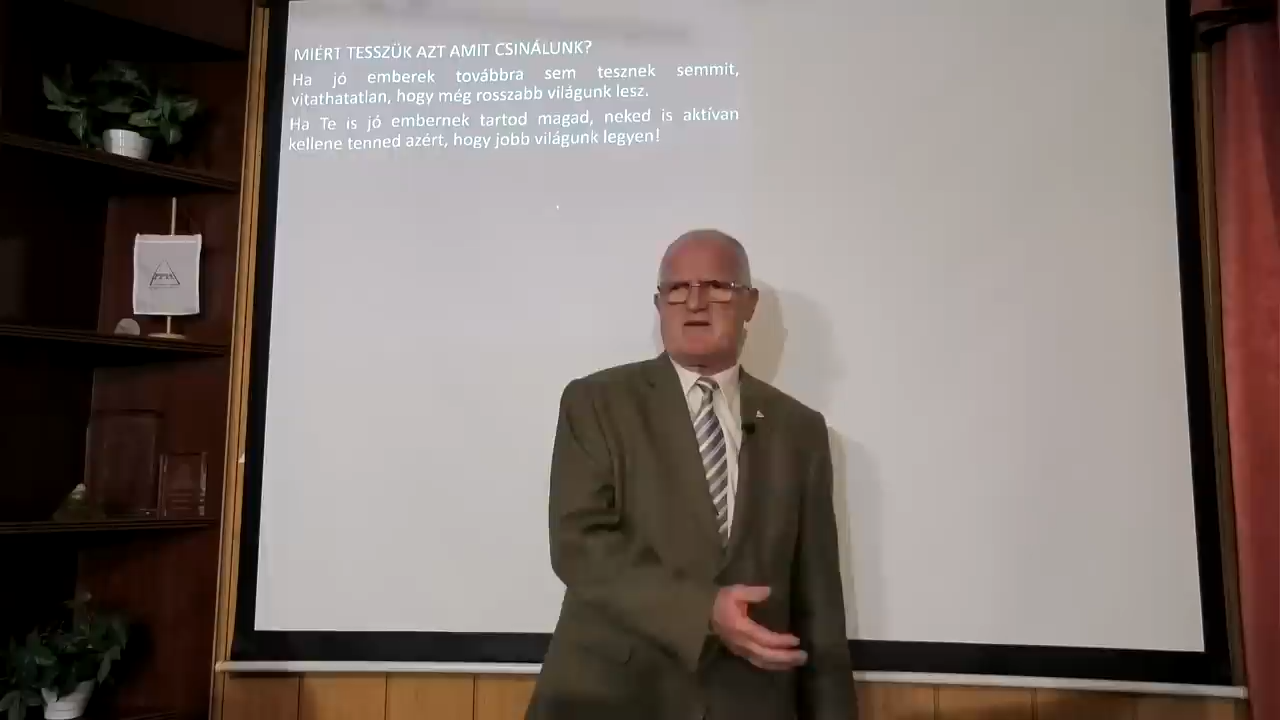 MIÉRT TESSZÜK AZT AMIT CSINÁLUNK?
Ha jó emberek továbbra sem tesznek semmit,
vitathatatlan, hogy még rosszabb világunk lesz.
Ha Te is jó embernek tartod magad, neked is aktívan
kellene tenned azért, hogy jobb világunk legyen!